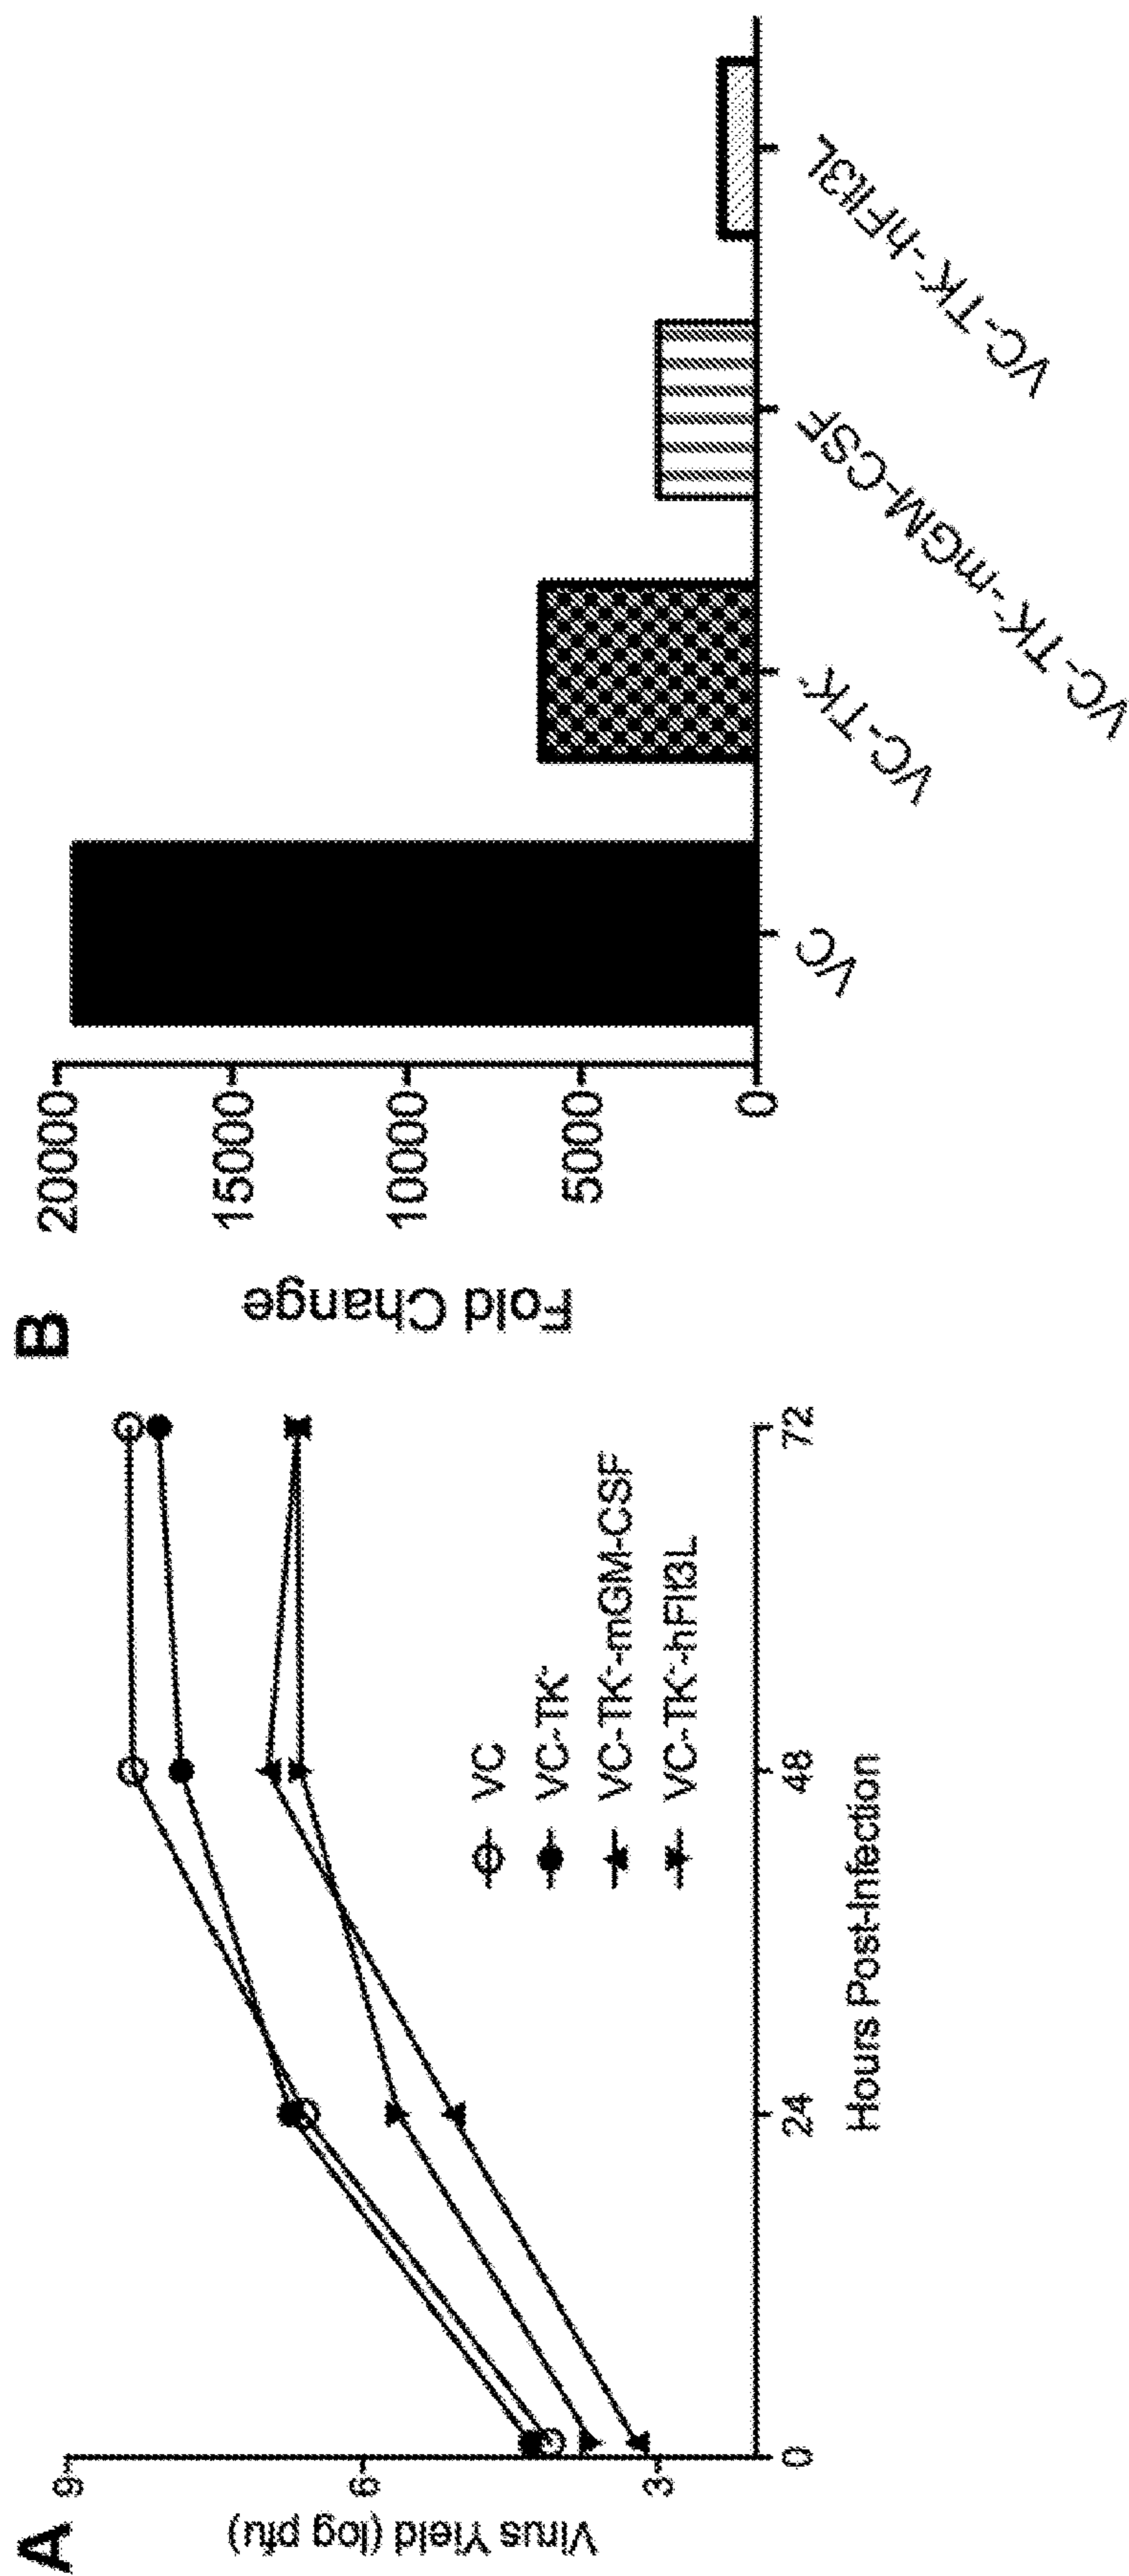 A
Virus Yield (log pfu)
9
6
3
0
24
48
72
Hours Post-Infection
VC
VC-TK⁻
VC-TK⁻-mGM-CSF
VC-TK⁻-hFlt3L
B
Fold Change
20000
15000
10000
5000
0
VC
VC-TK⁻
VC-TK⁻-mGM-CSF
VC-TK⁻-hFlt3L